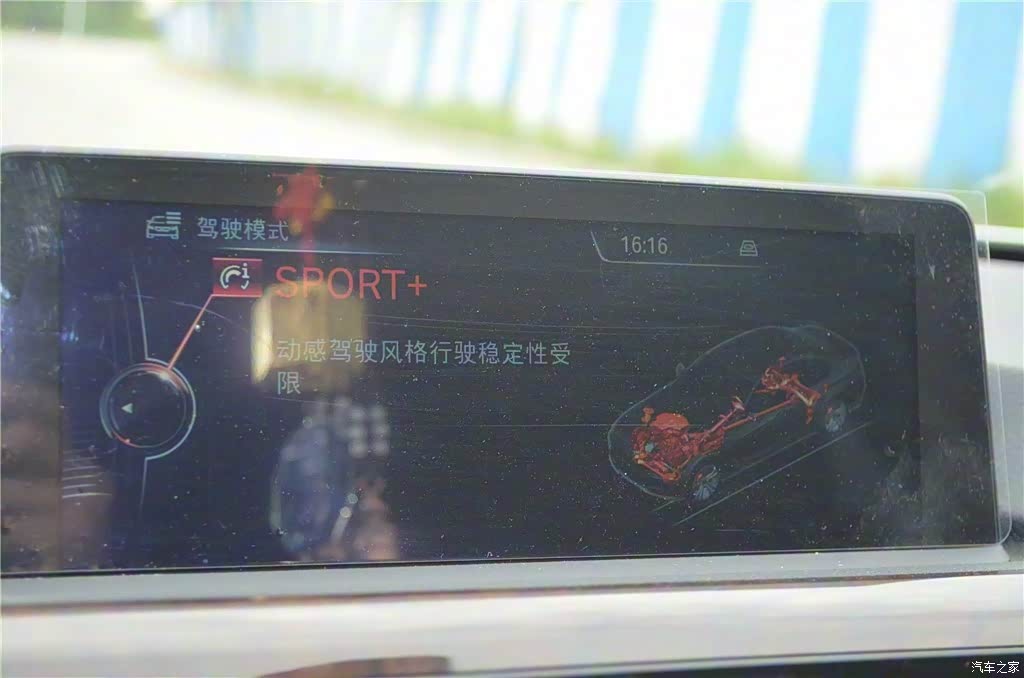 驾驶模式
16:16
SPORT+
动感驾驶风格行驶稳定性受
限
汽车之家